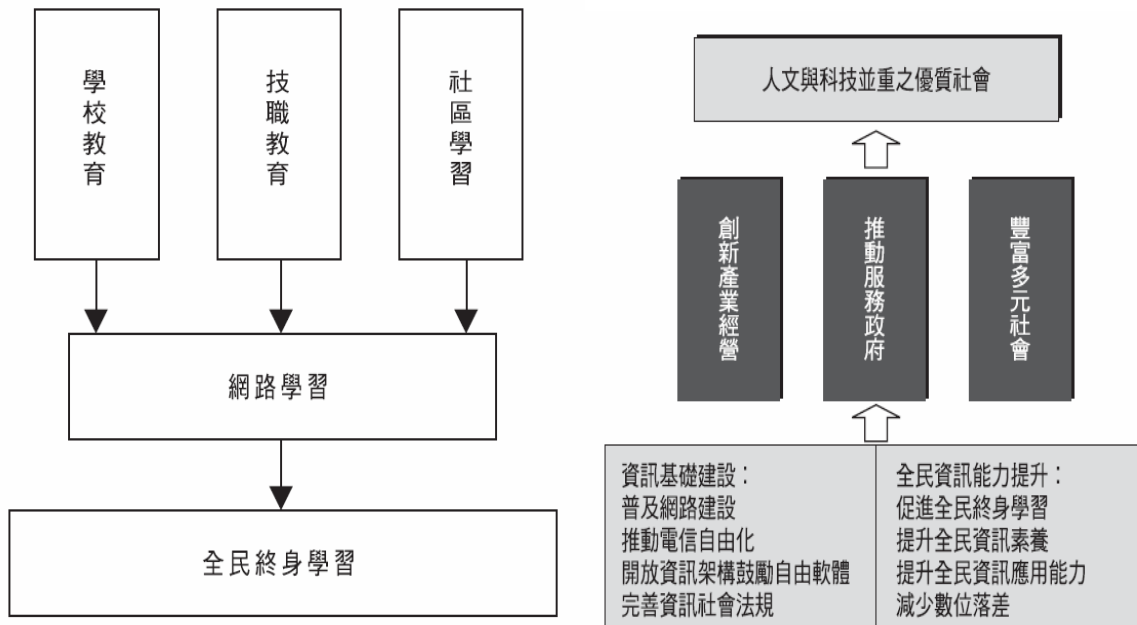 學校教育
技職教育
社區學習
網路學習
全民終身學習
人文與科技並重之優質社會
創新產業經營
推動服務政府
豐富多元社會
資訊基礎建設：
普及網路建設
推動電信自由化
開放資訊架構鼓勵自由軟體
完善資訊社會法規
全民資訊能力提升：
促進全民終身學習
提升全民資訊素養
提升全民資訊應用能力
減少數位落差